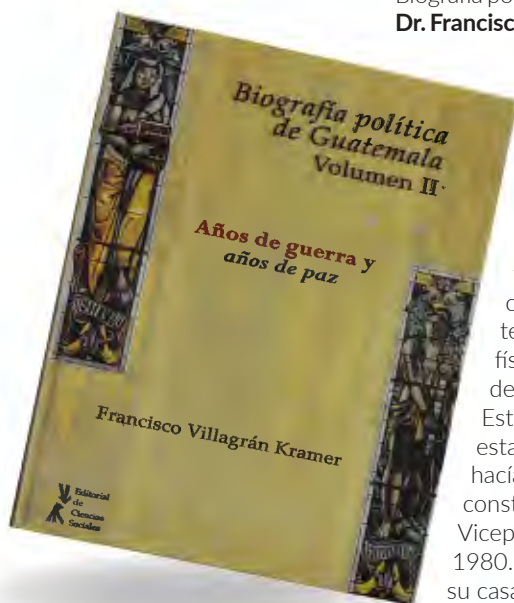 Biografía po
Dr. Francisc
Biografía política
de Guatemala
Volumen II
Años de guerra y
años de paz
Francisco Villagrán Kramer
Editorial
de
Ciencias
Sociales
te
fís
de
Est
esta
hacía
const
Vicep
1980.
su casa